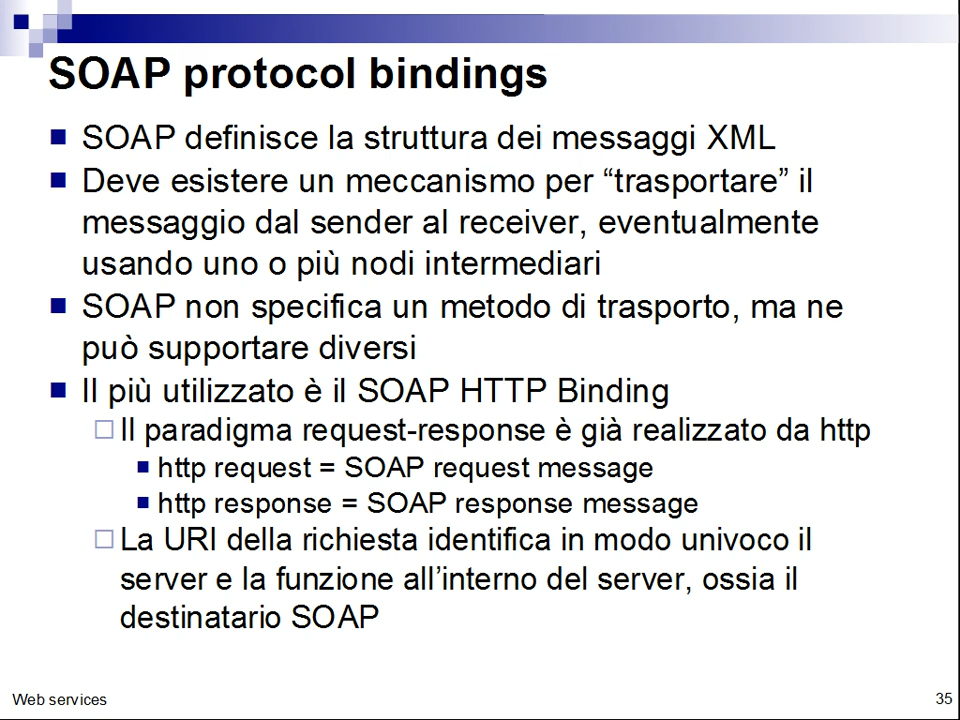 SOAP protocol bindings
SOAP definisce la struttura dei messaggi XML
Deve esistere un meccanismo per “trasportare” il
messaggio dal sender al receiver, eventualmente
usando uno o più nodi intermediari
SOAP non specifica un metodo di trasporto, ma ne
può supportare diversi
Il più utilizzato è il SOAP HTTP Binding
Il paradigma request-response è già realizzato da http
http request = SOAP request message
http response = SOAP response message
La URI della richiesta identifica in modo univoco il
server e la funzione all’interno del server, ossia il
destinatario SOAP
Web services
35